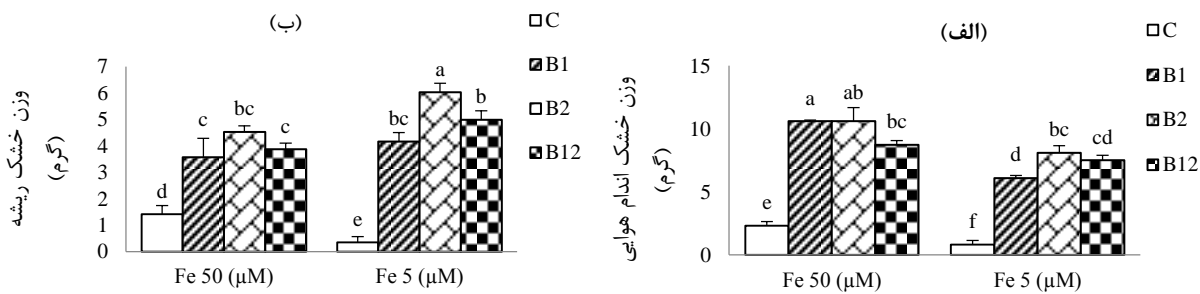 (ب)
وزن خشک ریشه
(گرم)
7
6
5
4
3
2
1
0
d
c
bc
c
e
bc
a
b
Fe 50 (µM)
Fe 5 (µM)
C
B1
B2
B12
(الف)
وزن خشک اندام هوایی
(گرم)
15
10
5
0
e
a
ab
bc
f
d
bc
cd
Fe 50 (µM)
Fe 5 (µM)
C
B1
B2
B12